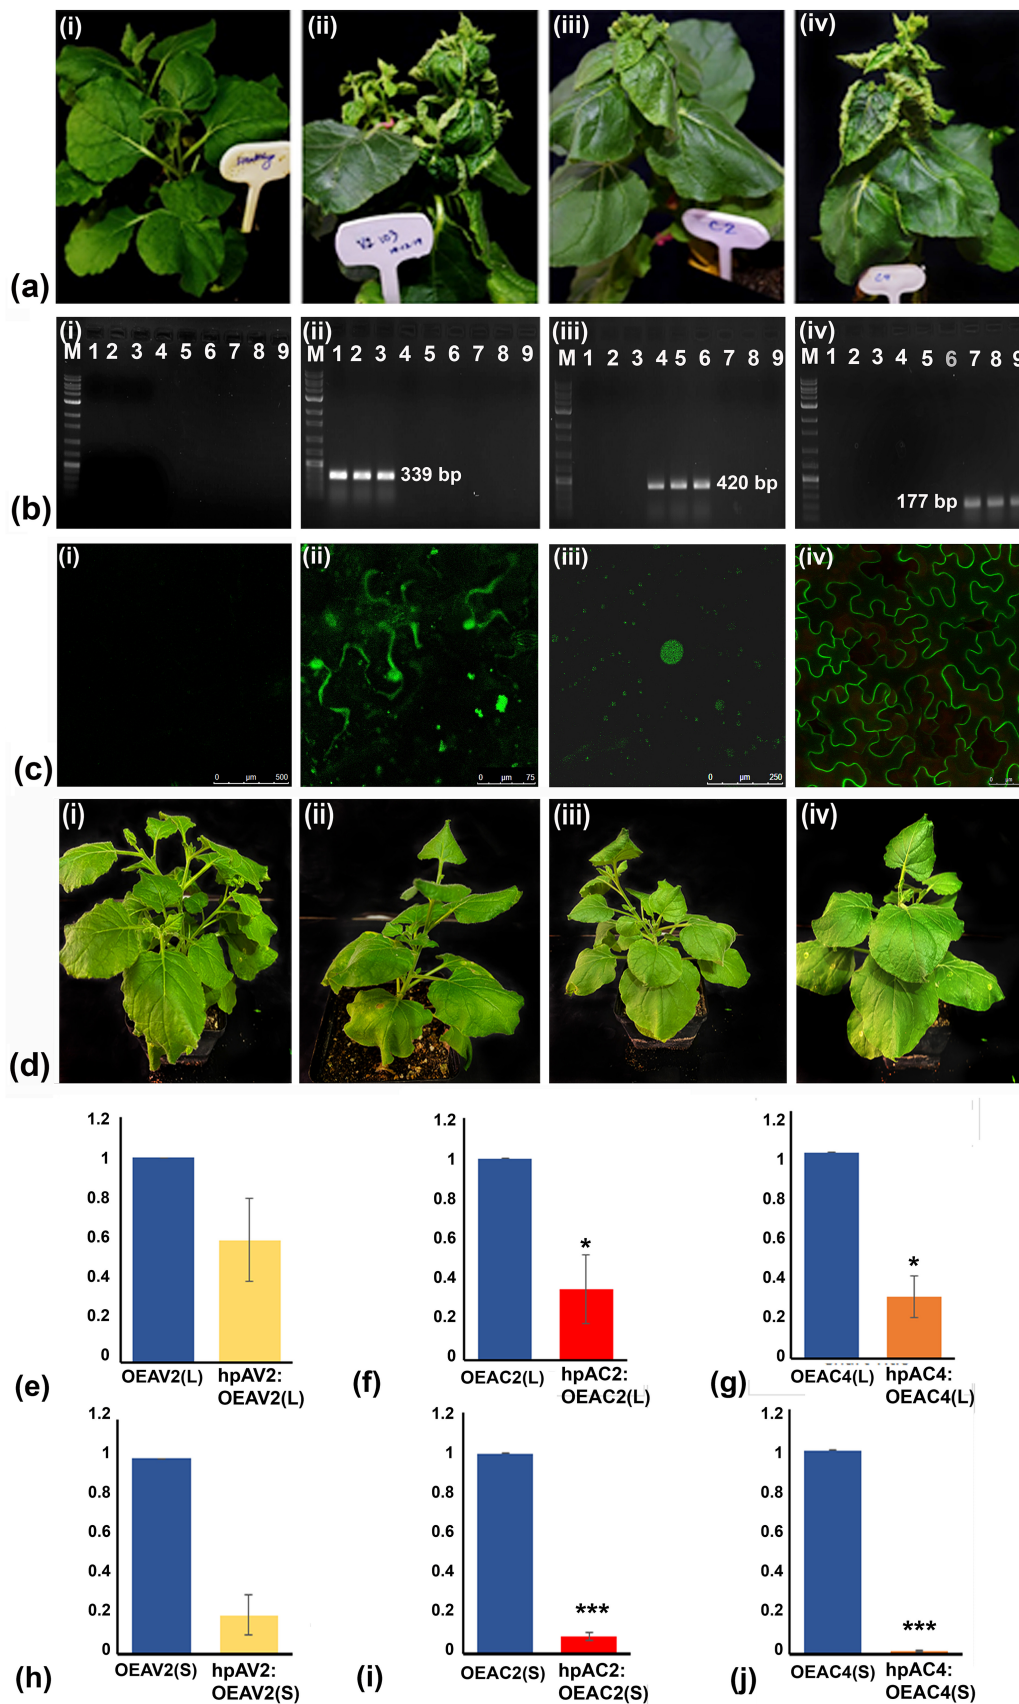 (i) (ii) (iii) (iv)
C2
(a)
(i) (ii) (iii) (iv)
M 1 2 3 4 5 6 7 8 9 M 1 2 3 4 5 6 7 8 9 M 1 2 3 4 5 6 7 8 9 M 1 2 3 4 5 6 7 8 9
339 bp 420 bp 177 bp
(b)
(i) (ii) (iii) (iv)
0 µm 500 0 µm 75 0 µm 250
(c)
(i) (ii) (iii) (iv)
(d)
1.2
1
0.8
0.6
0.4
0.2
0
OEAV2(L) hpAV2:
OEAV2(L)
(e)
1.2
1
0.8
0.6
0.4
0.2
0
*
OEAC2(L) hpAC2:
OEAC2(L)
(f)
1.2
1
0.8
0.6
0.4
0.2
0
*
OEAC4(L) hpAC4:
OEAC4(L)
(g)
1.2
1
0.8
0.6
0.4
0.2
0
OEAV2(S) hpAV2:
OEAV2(S)
(h)
1.2
1
0.8
0.6
0.4
0.2
0
***
OEAC2(S) hpAC2:
OEAC2(S)
(i)
1.2
1
0.8
0.6
0.4
0.2
0
***
OEAC4(S) hpAC4:
OEAC4(S)
(j)